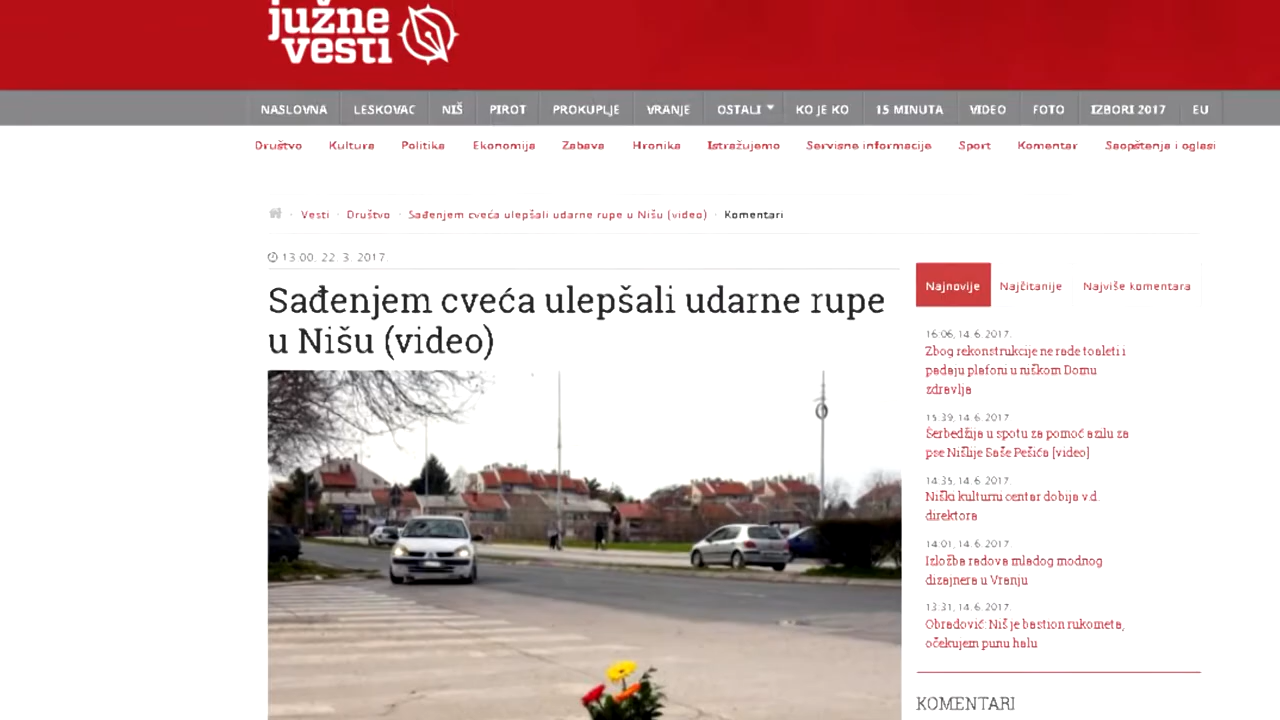 južne
vesti
NASLOVNA LESKOVAC NIŠ PIROT PROKUPLJE VRANJE OSTALI KO JE KO 15 MINUTA VIDEO FOTO IZBORI 2017 EU
Društvo Kultura Politika Ekonomija Zabava Hronika Istražujemo Servisne informacije Sport Komentar Saopštenja i oglasi
Vesti · Društvo · Sađenjem cveća ulepšali udarne rupe u Nišu (video) · Komentari
13:00, 22. 3. 2017.
Sađenjem cveća ulepšali udarne rupe
u Nišu (video)
Najnovije Najčitanije Najviše komentara
16:06, 14. 6. 2017.
Zbog rekonstrukcije ne rade toaleti i
padaju plafoni u niškom Domu
zdravlja
15:39, 14. 6. 2017.
Šerbedžija u spotu za pomoć azilu za
pse Nišlije Saše Pešića [video]
14:35, 14. 6. 2017.
Niški kulturni centar dobija v.d.
direktora
14:01, 14. 6. 2017.
Izložba radova mladog modnog
dizajnera u Vranju
13:31, 14. 6. 2017.
Obradović: Niš je bastion rukometa,
očekujem punu halu
KOMENTARI